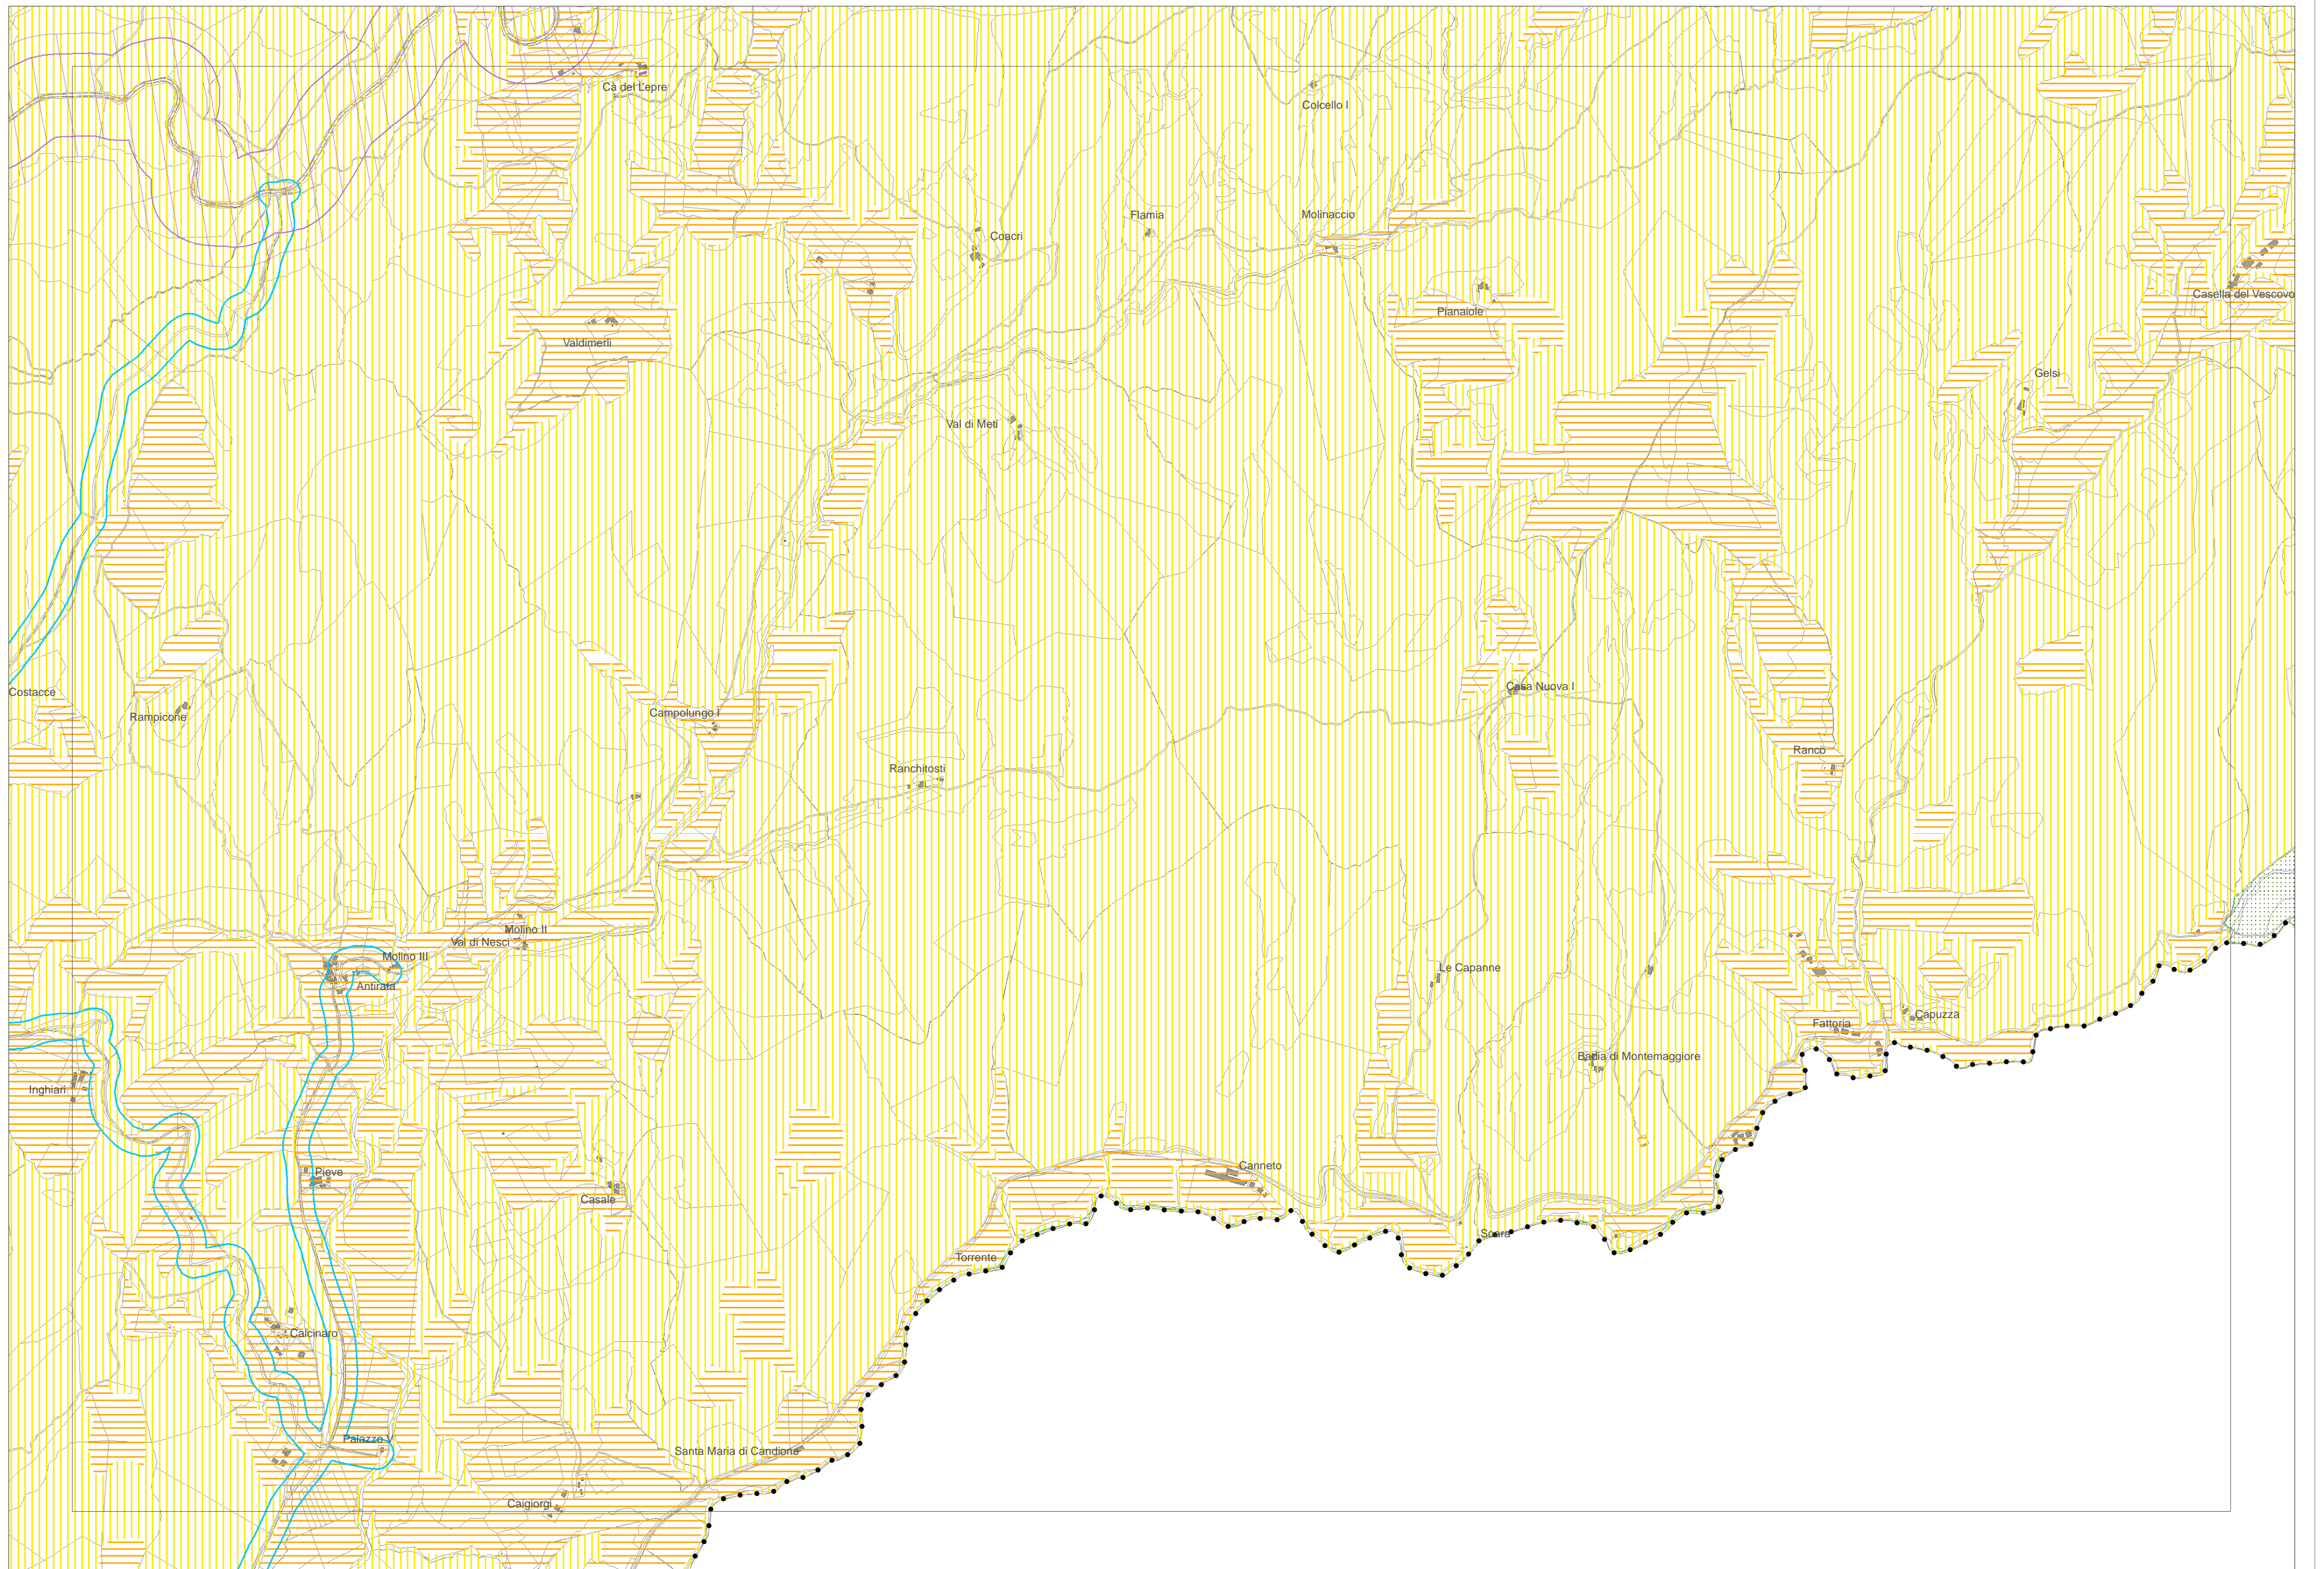 Cà del Lepre
Colcello I
Flamia
Molinaccio
Coacri
Casella del Vescovo
Pianaiole
Valdimerli
Gelsi
Val di Meti
Casa Nuova I
Costacce
Campolungo I
Rampicone
Ranco
Ranchitosti
Molino II
Val di Nesci
Molino III
Le Capanne
Antirata
Capuzza
Fattoria
Badia di Montemaggiore
Inghiari
Canneto
Pieve
Casale
Scara
Torrente
Calcinaro
Palazzo V
Santa Maria di Candione
Caigiorgi